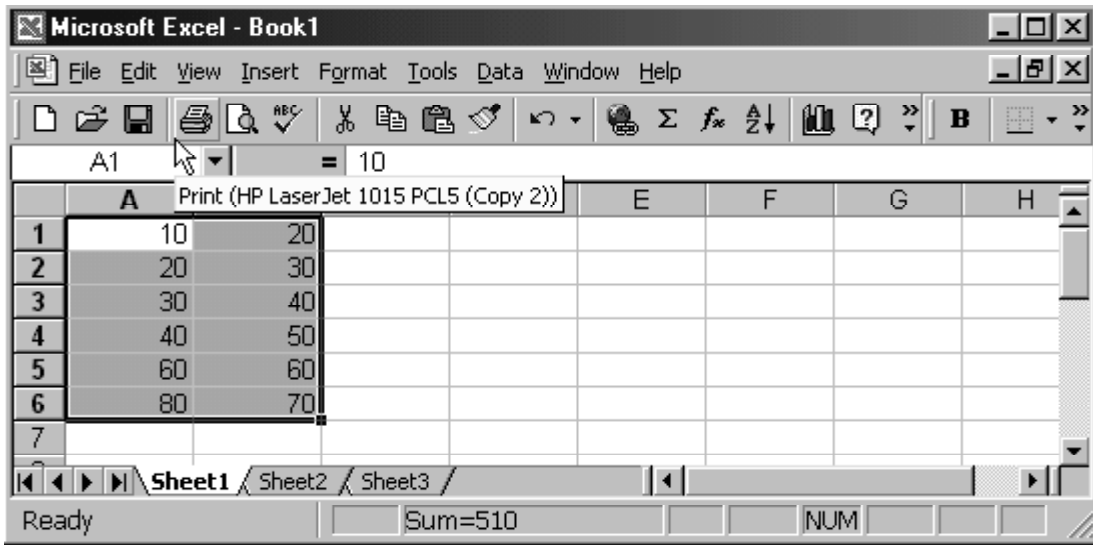 Microsoft Excel - Book1
File Edit View Insert Format Tools Data Window Help
ABC Σ fx A Z ? » B »
A1 = 10
Print (HP LaserJet 1015 PCL5 (Copy 2))
A E F G H
1 10 20
2 20 30
3 30 40
4 40 50
5 60 60
6 80 70
7
Sheet1 Sheet2 Sheet3
Ready Sum=510 NUM